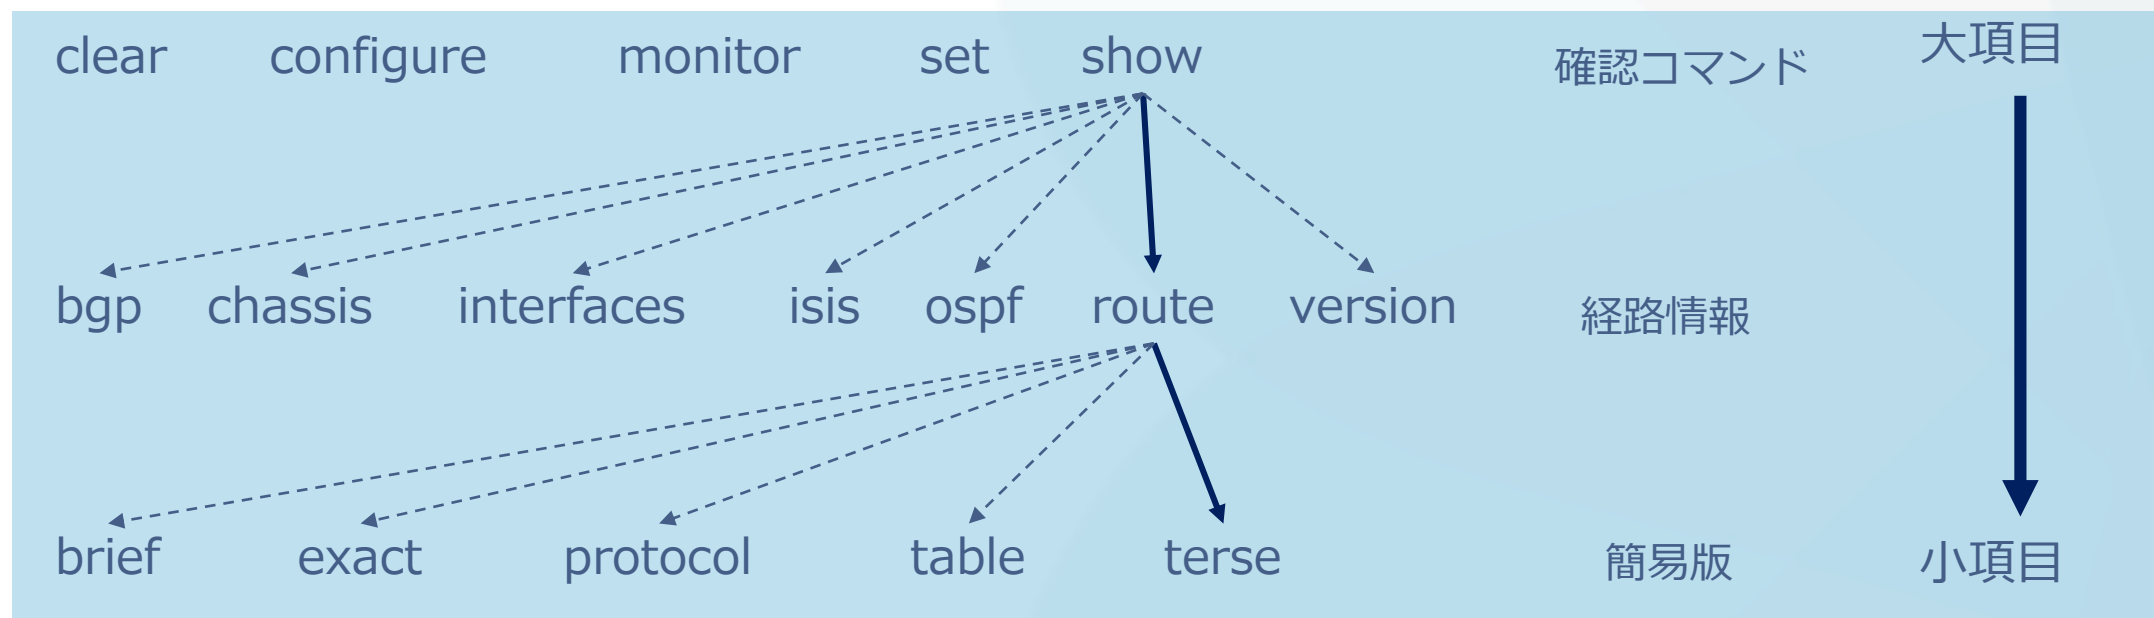 clear configure monitor set show 確認コマンド 大項目
bgp chassis interfaces isis ospf route version 経路情報
brief exact protocol table terse 簡易版 小項目